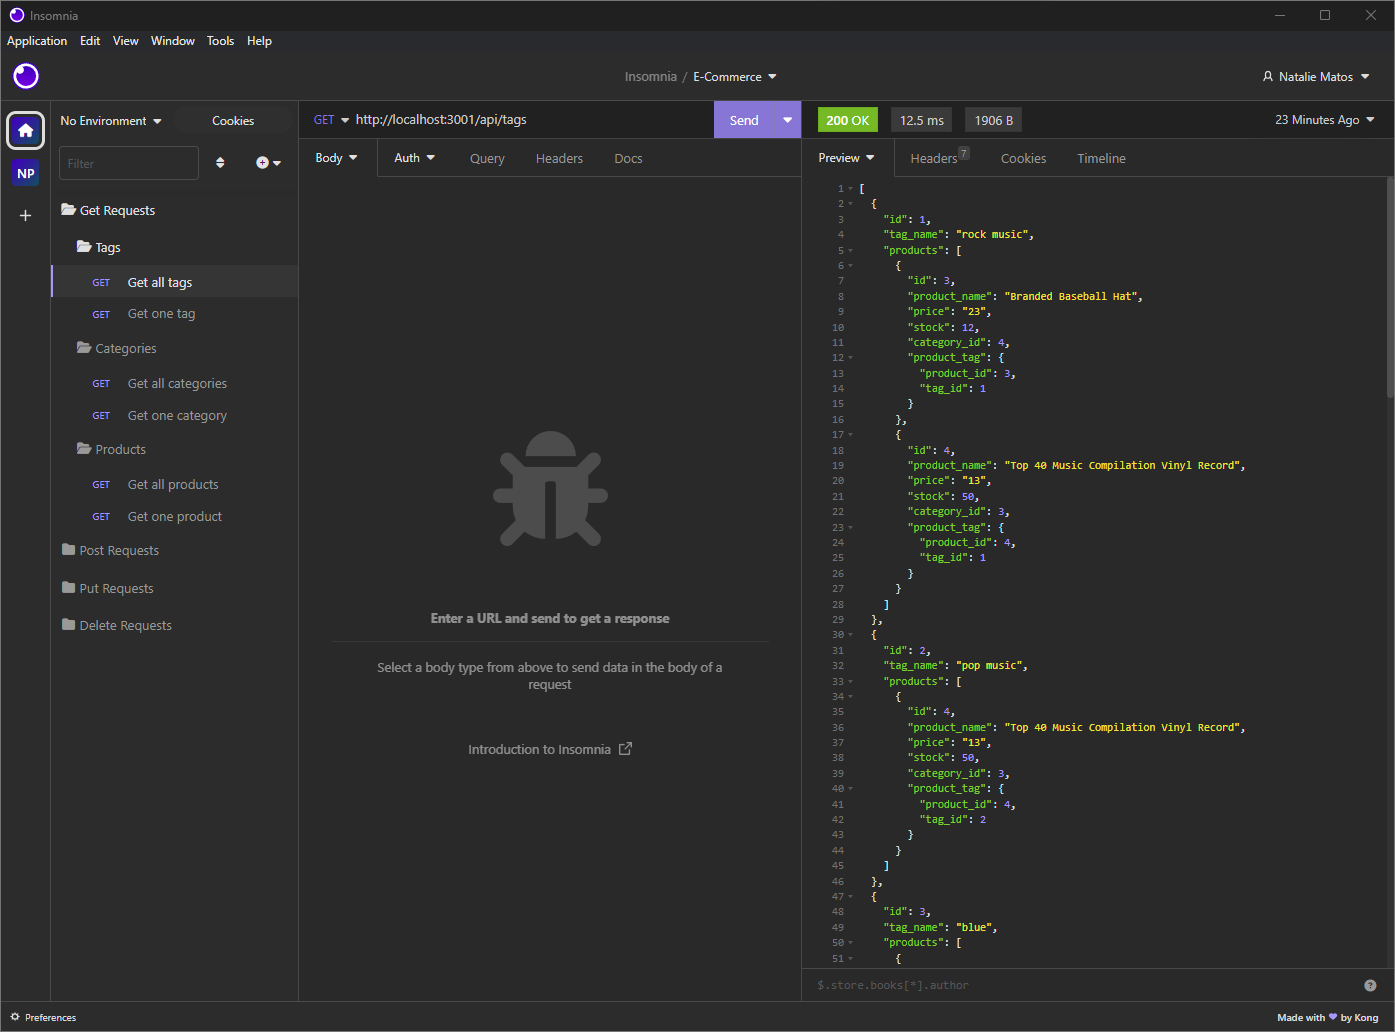 Insomnia
Application Edit View Window Tools Help
Insomnia / E-Commerce
Natalie Matos
No Environment
Cookies
Filter
NP
Get Requests
Tags
GET Get all tags
GET Get one tag
Categories
GET Get all categories
GET Get one category
Products
GET Get all products
GET Get one product
Post Requests
Put Requests
Delete Requests
GET http://localhost:3001/api/tags
Send
Body Auth Query Headers Docs
Enter a URL and send to get a response
Select a body type from above to send data in the body of a
request
Introduction to Insomnia
200 OK 12.5 ms 1906 B 23 Minutes Ago
Preview Headers 7 Cookies Timeline
1 [
2 {
3 "id": 1,
4 "tag_name": "rock music",
5 "products": [
6 {
7 "id": 3,
8 "product_name": "Branded Baseball Hat",
9 "price": "23",
10 "stock": 12,
11 "category_id": 4,
12 "product_tag": {
13 "product_id": 3,
14 "tag_id": 1
15 }
16 },
17 {
18 "id": 4,
19 "product_name": "Top 40 Music Compilation Vinyl Record",
20 "price": "13",
21 "stock": 50,
22 "category_id": 3,
23 "product_tag": {
24 "product_id": 4,
25 "tag_id": 1
26 }
27 }
28 ]
29 },
30 {
31 "id": 2,
32 "tag_name": "pop music",
33 "products": [
34 {
35 "id": 4,
36 "product_name": "Top 40 Music Compilation Vinyl Record",
37 "price": "13",
38 "stock": 50,
39 "category_id": 3,
40 "product_tag": {
41 "product_id": 4,
42 "tag_id": 2
43 }
44 }
45 ]
46 },
47 {
48 "id": 3,
49 "tag_name": "blue",
50 "products": [
51 {
$.store.books[*].author
Preferences
Made with by Kong